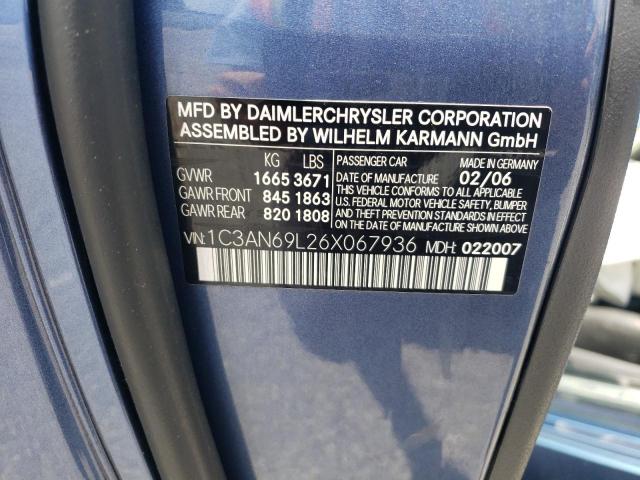 MFD BY DAIMLERCHRYSLER CORPORATION
ASSEMBLED BY WILHELM KARMANN GmbH
KG LBS
GVWR 1665 3671
GAWR FRONT 845 1863
GAWR REAR 820 1808
PASSENGER CAR MADE IN GERMANY
DATE OF MANUFACTURE 02/06
THIS VEHICLE CONFORMS TO ALL APPLICABLE
U.S. FEDERAL MOTOR VEHICLE SAFETY, BUMPER
AND THEFT PREVENTION STANDARDS IN EFFECT
ON THE DATE OF MANUFACTURE SHOWN ABOVE
VIN: 1C3AN69L26X067936 MDH: 022007